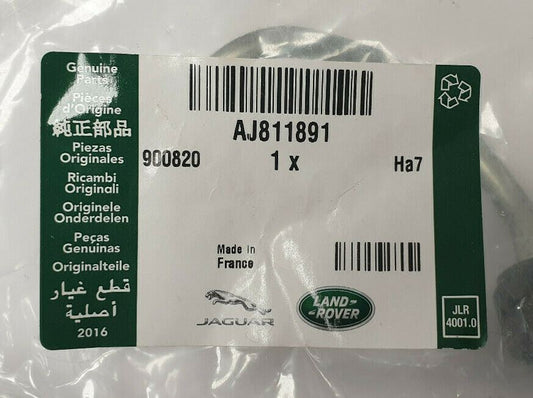 Genuine
Parts
Pièces
d'Origine
純正部品
Piezas
Originales
Ricambi
Originali
Originele
Onderdelen
Peças
Genuinas
Originalteile
قطع غيار
أصلية
2016
AJ811891
900820 1 x Ha7
Made in
France
JAGUAR
LAND-
-ROVER
JLR
4001.0